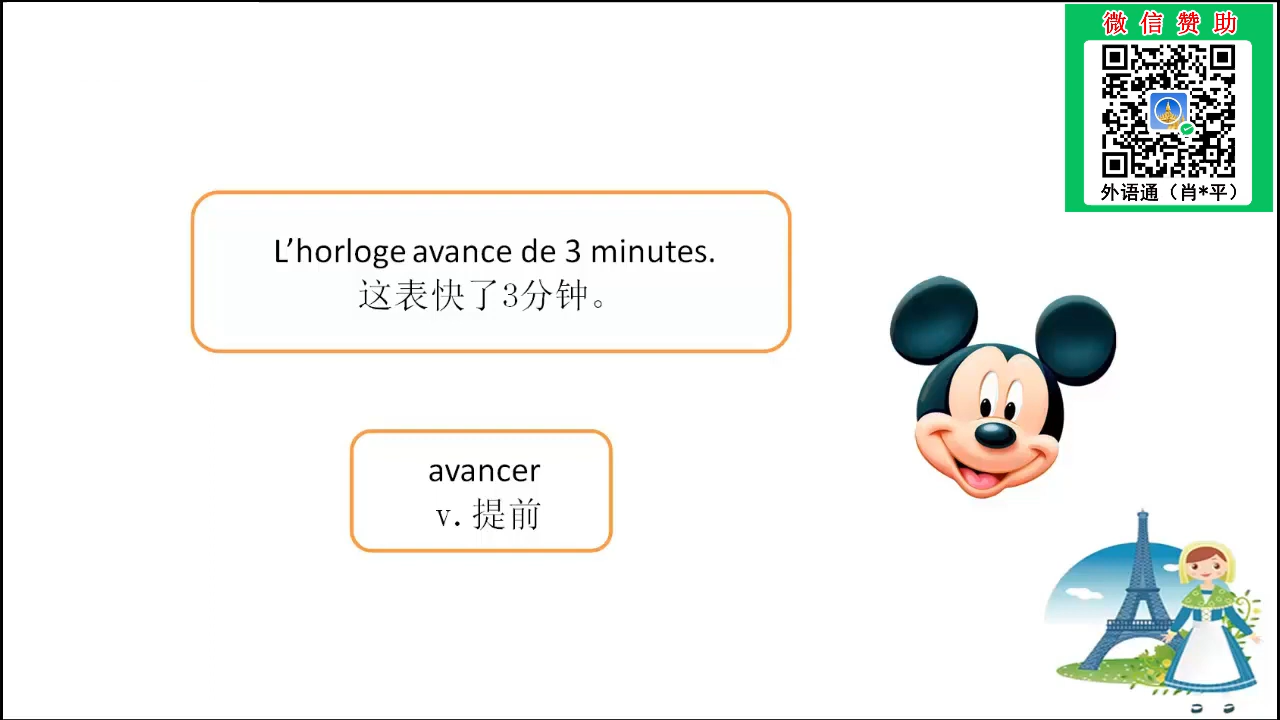 微信赞助
外语通（肖*平）
L’horloge avance de 3 minutes.
这表快了3分钟。
avancer
v.提前